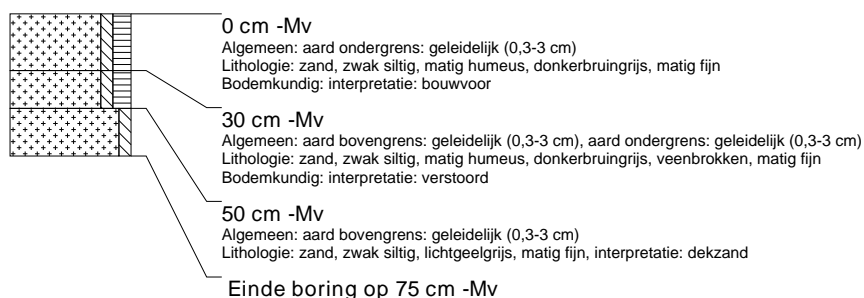 0 cm -Mv
Algemeen: aard ondergrens: geleidelijk (0,3-3 cm)
Lithologie: zand, zwak siltig, matig humeus, donkerbruingrijs, matig fijn
Bodemkundig: interpretatie: bouwvoor
30 cm -Mv
Algemeen: aard bovengrens: geleidelijk (0,3-3 cm), aard ondergrens: geleidelijk (0,3-3 cm)
Lithologie: zand, zwak siltig, matig humeus, donkerbruingrijs, veenbrokken, matig fijn
Bodemkundig: interpretatie: verstoord
50 cm -Mv
Algemeen: aard bovengrens: geleidelijk (0,3-3 cm)
Lithologie: zand, zwak siltig, lichtgeelgrijs, matig fijn, interpretatie: dekzand
Einde boring op 75 cm -Mv